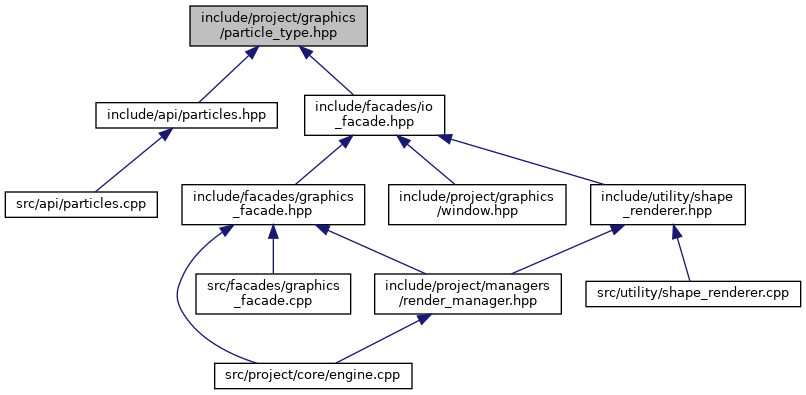 include/project/graphics
/particle_type.hpp
include/api/particles.hpp
include/facades/io
_facade.hpp
src/api/particles.cpp
include/facades/graphics
_facade.hpp
include/project/graphics
/window.hpp
include/utility/shape
_renderer.hpp
src/facades/graphics
_facade.cpp
include/project/managers
/render_manager.hpp
src/utility/shape_renderer.cpp
src/project/core/engine.cpp